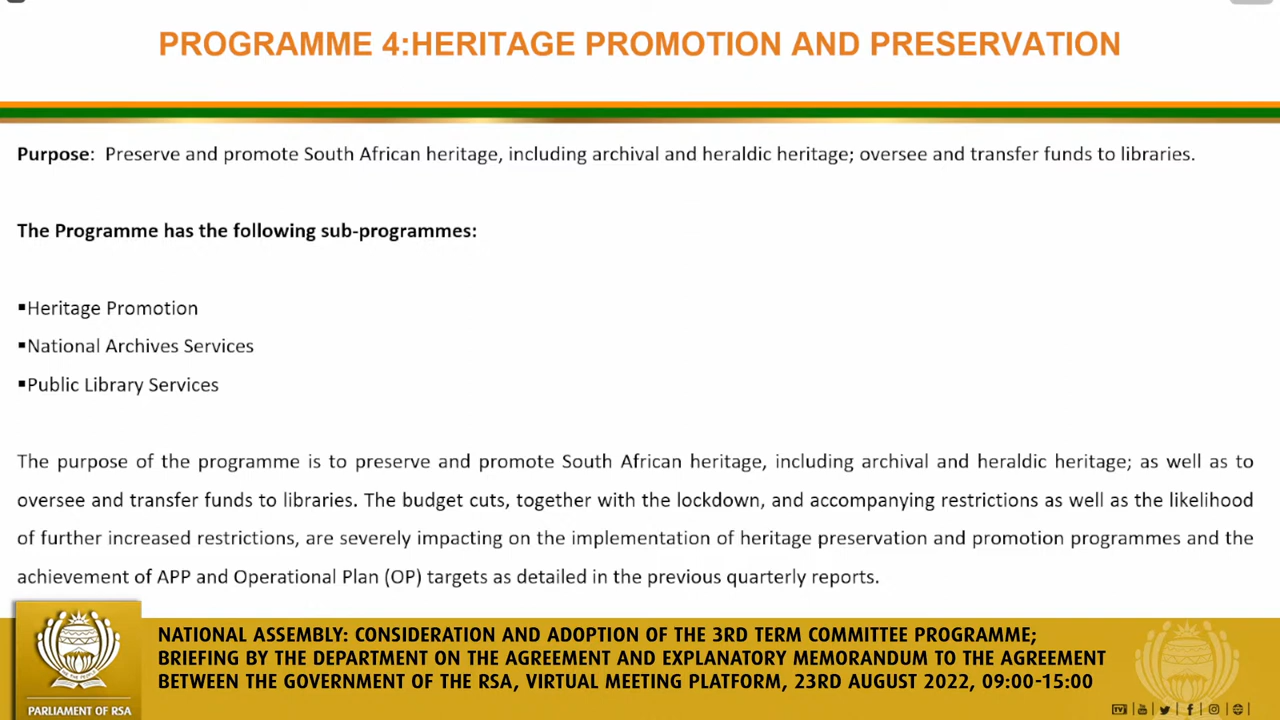 PROGRAMME 4:HERITAGE PROMOTION AND PRESERVATION
Purpose: Preserve and promote South African heritage, including archival and heraldic heritage; oversee and transfer funds to libraries.
The Programme has the following sub-programmes:
▪Heritage Promotion
▪National Archives Services
▪Public Library Services
The purpose of the programme is to preserve and promote South African heritage, including archival and heraldic heritage; as well as to
oversee and transfer funds to libraries. The budget cuts, together with the lockdown, and accompanying restrictions as well as the likelihood
of further increased restrictions, are severely impacting on the implementation of heritage preservation and promotion programmes and the
achievement of APP and Operational Plan (OP) targets as detailed in the previous quarterly reports.
NATIONAL ASSEMBLY: CONSIDERATION AND ADOPTION OF THE 3RD TERM COMMITTEE PROGRAMME;
BRIEFING BY THE DEPARTMENT ON THE AGREEMENT AND EXPLANATORY MEMORANDUM TO THE AGREEMENT
BETWEEN THE GOVERNMENT OF THE RSA, VIRTUAL MEETING PLATFORM, 23RD AUGUST 2022, 09:00-15:00
PARLIAMENT OF RSA